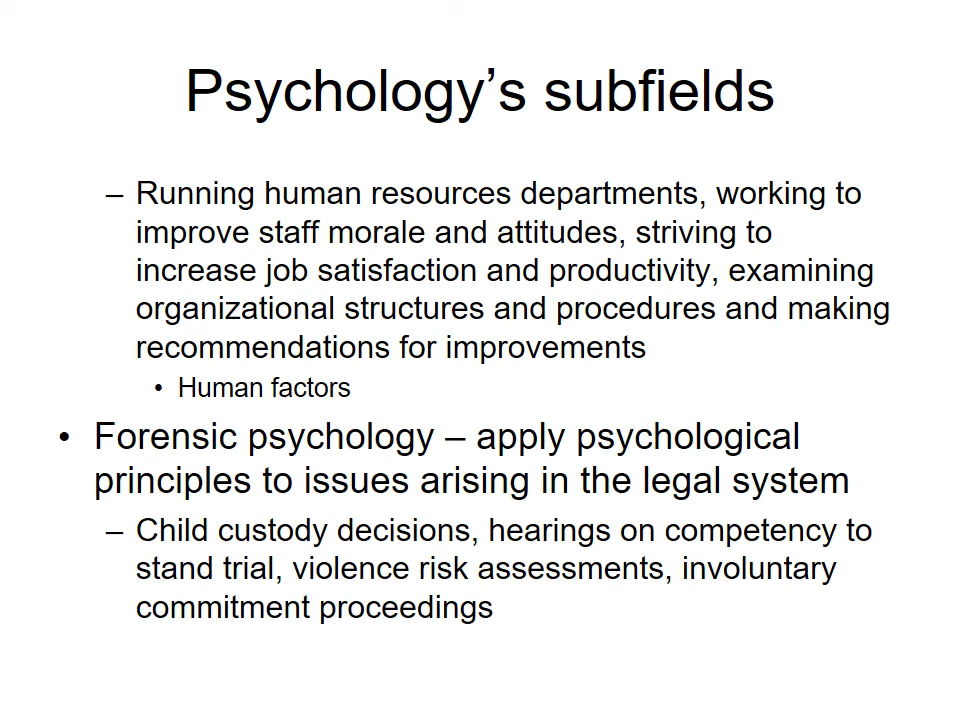 Psychology’s subfields
– Running human resources departments, working to
improve staff morale and attitudes, striving to
increase job satisfaction and productivity, examining
organizational structures and procedures and making
recommendations for improvements
• Human factors
• Forensic psychology – apply psychological
principles to issues arising in the legal system
– Child custody decisions, hearings on competency to
stand trial, violence risk assessments, involuntary
commitment proceedings